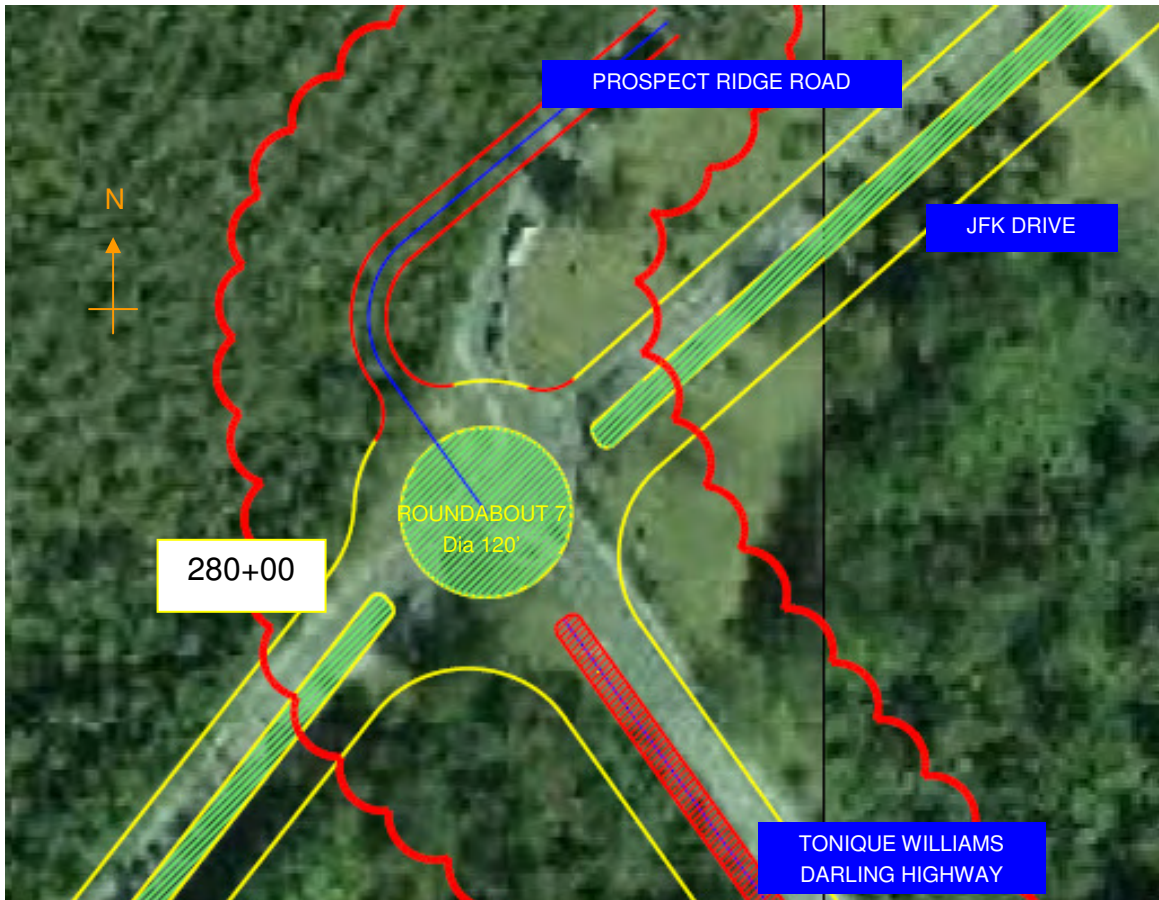 PROSPECT RIDGE ROAD
N
JFK DRIVE
ROUNDABOUT 7
Dia 120'
280+00
TONIQUE WILLIAMS
DARLING HIGHWAY